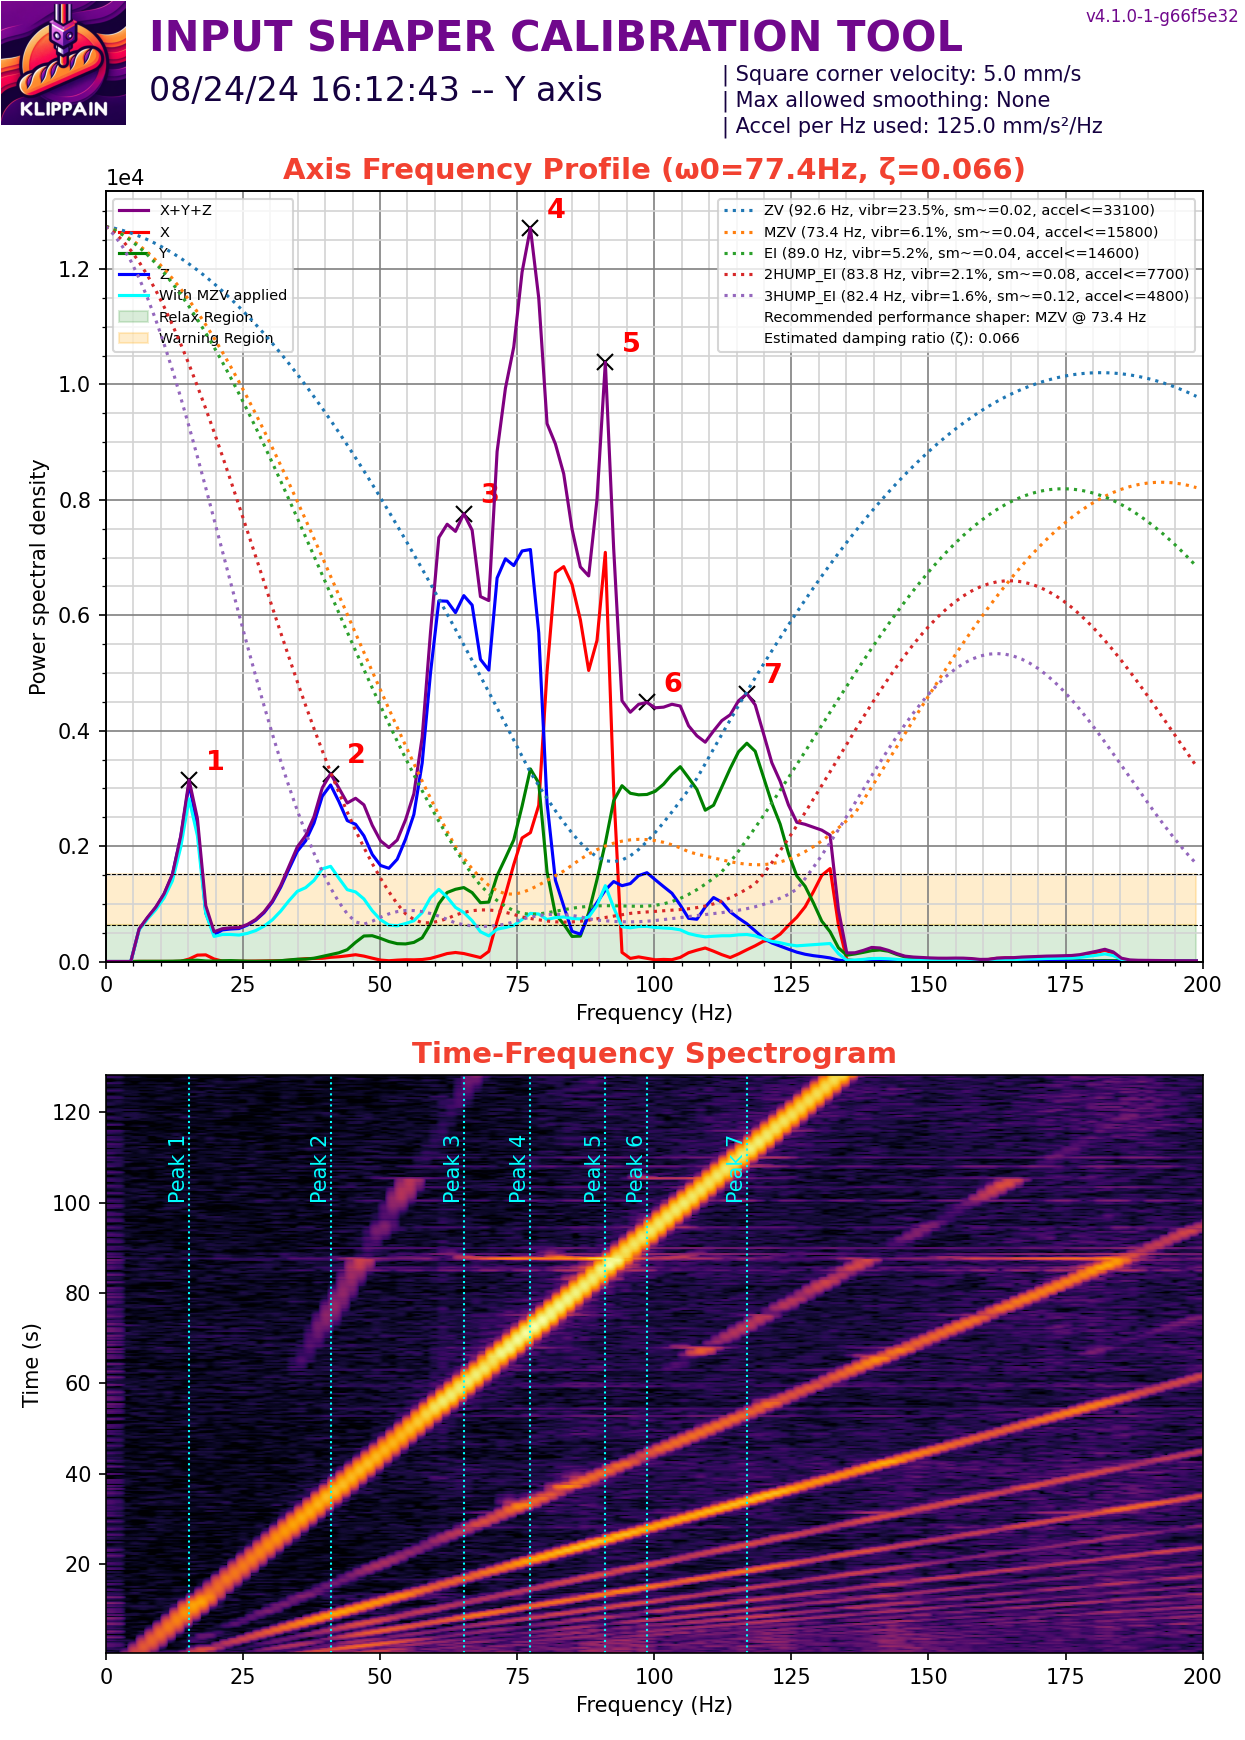 v4.1.0-1-g66f5e32
INPUT SHAPER CALIBRATION TOOL
08/24/24 16:12:43 -- Y axis
| Square corner velocity: 5.0 mm/s
| Max allowed smoothing: None
| Accel per Hz used: 125.0 mm/s²/Hz
KLIPPAIN
Axis Frequency Profile (ω0=77.4Hz, ζ=0.066)
1e4
X+Y+Z
X
Y
Z
With MZV applied
Relax Region
Warning Region
ZV (92.6 Hz, vibr=23.5%, sm~=0.02, accel<=33100)
MZV (73.4 Hz, vibr=6.1%, sm~=0.04, accel<=15800)
EI (89.0 Hz, vibr=5.2%, sm~=0.04, accel<=14600)
2HUMP_EI (83.8 Hz, vibr=2.1%, sm~=0.08, accel<=7700)
3HUMP_EI (82.4 Hz, vibr=1.6%, sm~=0.12, accel<=4800)
Recommended performance shaper: MZV @ 73.4 Hz
Estimated damping ratio (ζ): 0.066
1
2
3
4
5
6
7
Power spectral density
1.2
1.0
0.8
0.6
0.4
0.2
0.0
0 25 50 75 100 125 150 175 200
Frequency (Hz)
Time-Frequency Spectrogram
Peak 1
Peak 2
Peak 3
Peak 4
Peak 5
Peak 6
Peak 7
Time (s)
120
100
80
60
40
20
0 25 50 75 100 125 150 175 200
Frequency (Hz)